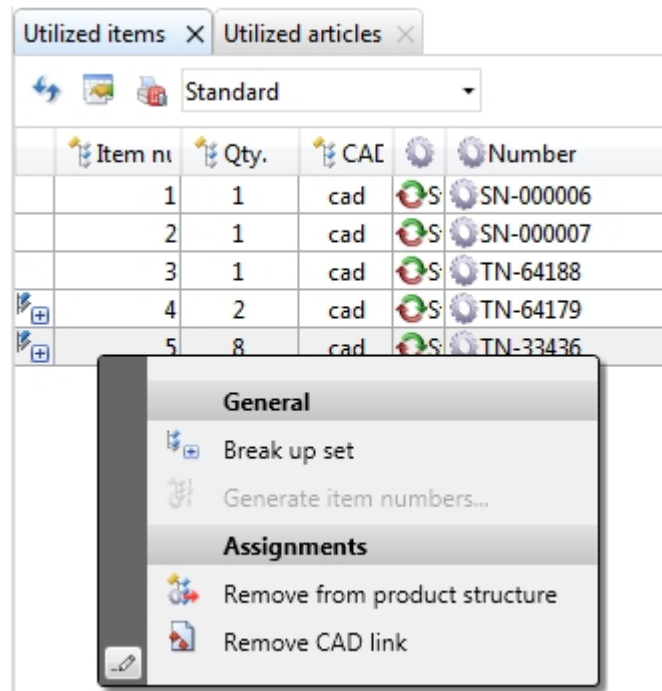 Utilized items Utilized articles
Standard
Item nu Qty. CAD Number
1 1 cad S SN-000006
2 1 cad S SN-000007
3 1 cad S TN-64188
4 2 cad S TN-64179
5 8 cad S TN-33436
General
Break up set
Generate item numbers...
Assignments
Remove from product structure
Remove CAD link